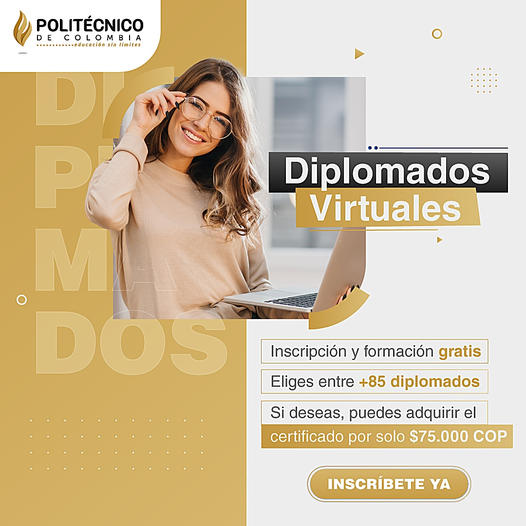 POLITÉCNICO
DE COLOMBIA
educación sin límites
DI
PL
MA
DOS
Diplomados
Virtuales
Inscripción y formación gratis
Eliges entre +85 diplomados
Si deseas, puedes adquirir el
certificado por solo $75.000 COP
INSCRÍBETE YA